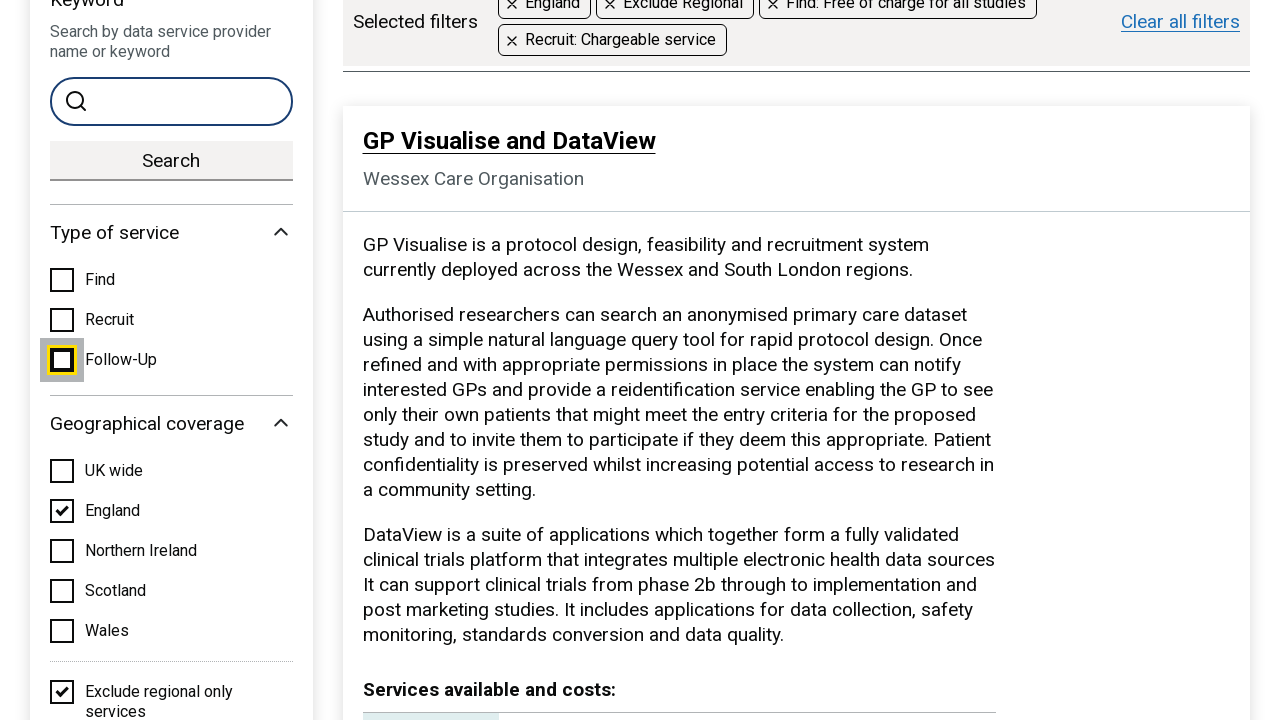 Keyword
Search by data service provider
name or keyword
Search
Type of service
Find
Recruit
Follow-Up
Geographical coverage
UK wide
England
Northern Ireland
Scotland
Wales
Exclude regional only
services
Selected filters
England
Exclude Regional
Find: Free of charge for all studies
Recruit: Chargeable service
Clear all filters
GP Visualise and DataView
Wessex Care Organisation
GP Visualise is a protocol design, feasibility and recruitment system
currently deployed across the Wessex and South London regions.
Authorised researchers can search an anonymised primary care dataset
using a simple natural language query tool for rapid protocol design. Once
refined and with appropriate permissions in place the system can notify
interested GPs and provide a reidentification service enabling the GP to see
only their own patients that might meet the entry criteria for the proposed
study and to invite them to participate if they deem this appropriate. Patient
confidentiality is preserved whilst increasing potential access to research in
a community setting.
DataView is a suite of applications which together form a fully validated
clinical trials platform that integrates multiple electronic health data sources
It can support clinical trials from phase 2b through to implementation and
post marketing studies. It includes applications for data collection, safety
monitoring, standards conversion and data quality.
Services available and costs: